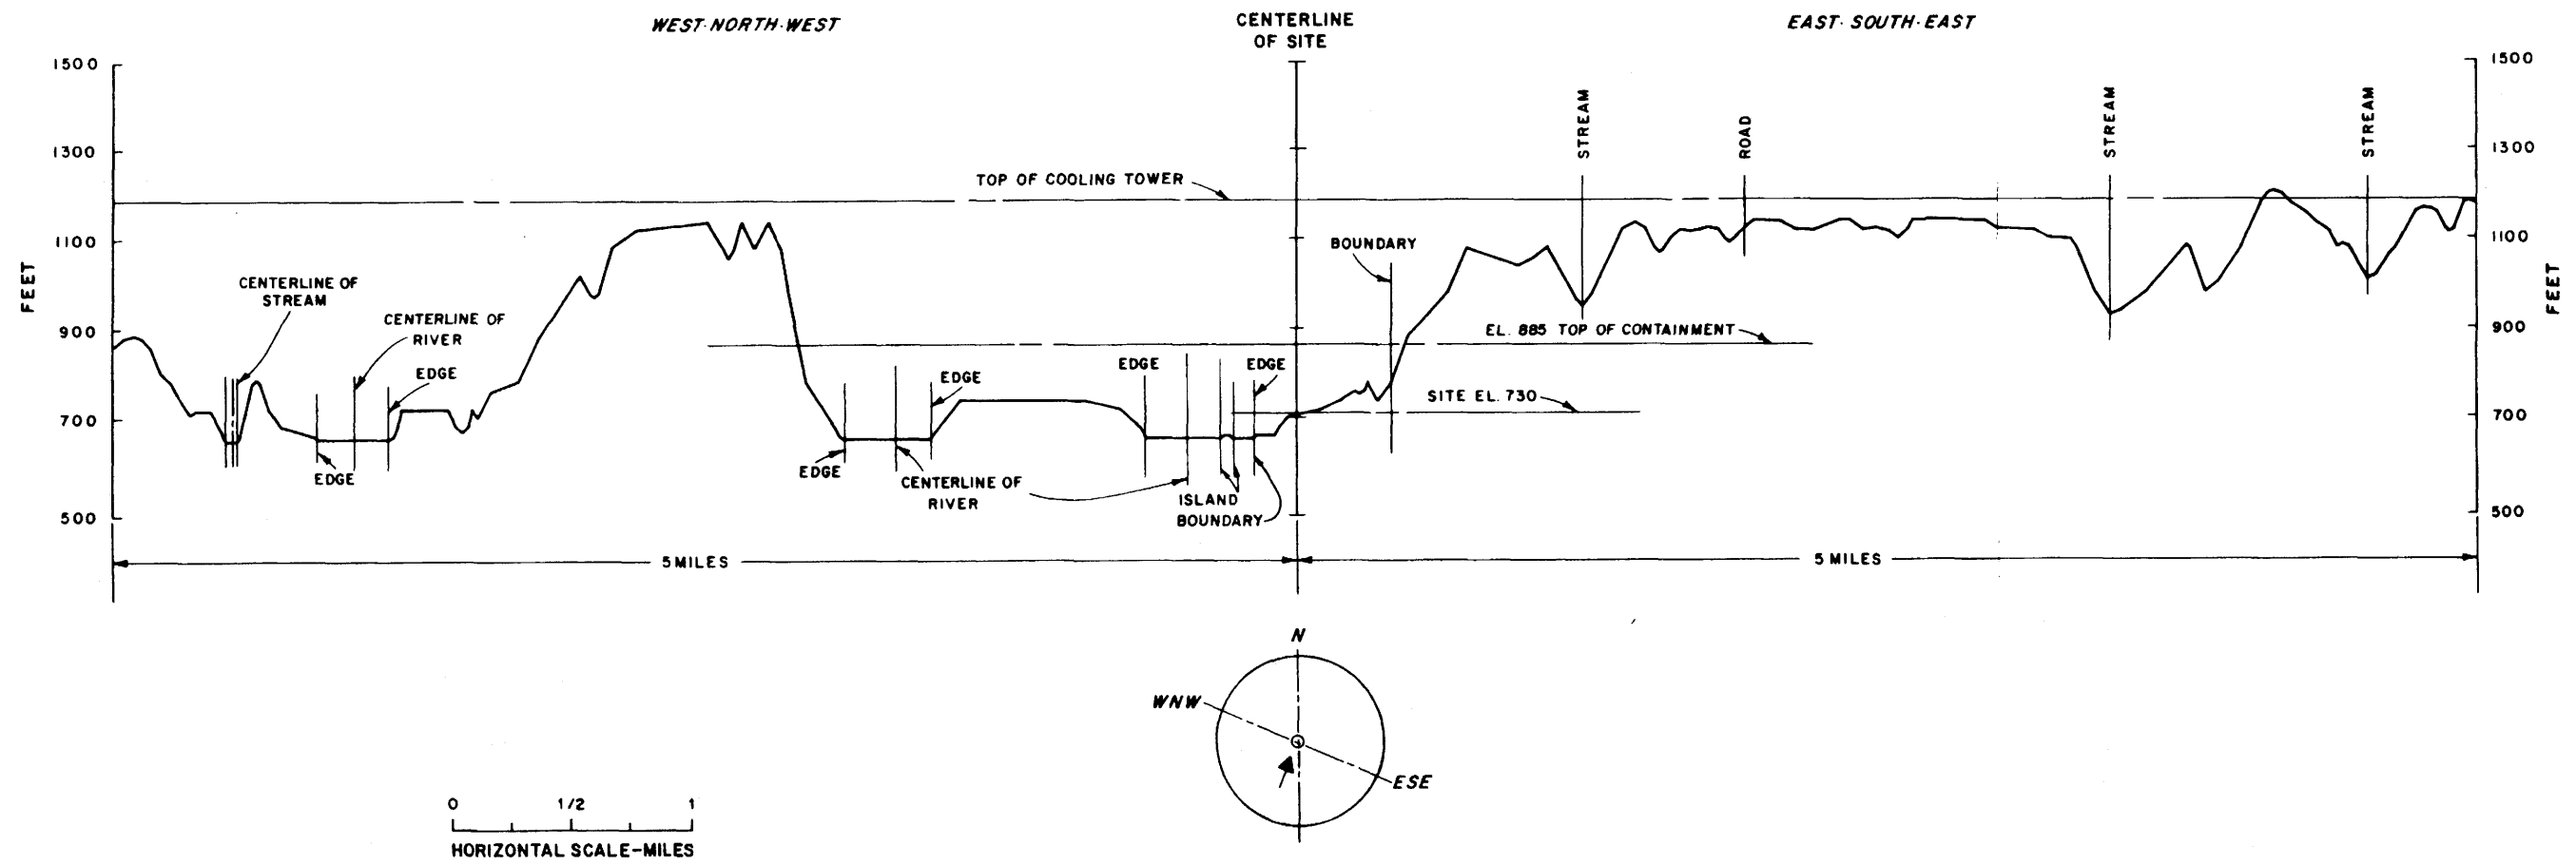 WEST-NORTH-WEST
CENTERLINE
OF SITE
EAST-SOUTH-EAST
1500
1300
1100
900
700
500
FEET
1500
1300
1100
900
700
500
FEET
TOP OF COOLING TOWER
STREAM
ROAD
STREAM
STREAM
BOUNDARY
CENTERLINE OF
STREAM
CENTERLINE OF
RIVER
EDGE
EDGE
EDGE
EDGE
CENTERLINE OF
RIVER
EDGE
EDGE
ISLAND
BOUNDARY
EL. 885 TOP OF CONTAINMENT
SITE EL. 730
5 MILES
5 MILES
N
WNW
ESE
0 1/2 1
HORIZONTAL SCALE-MILES